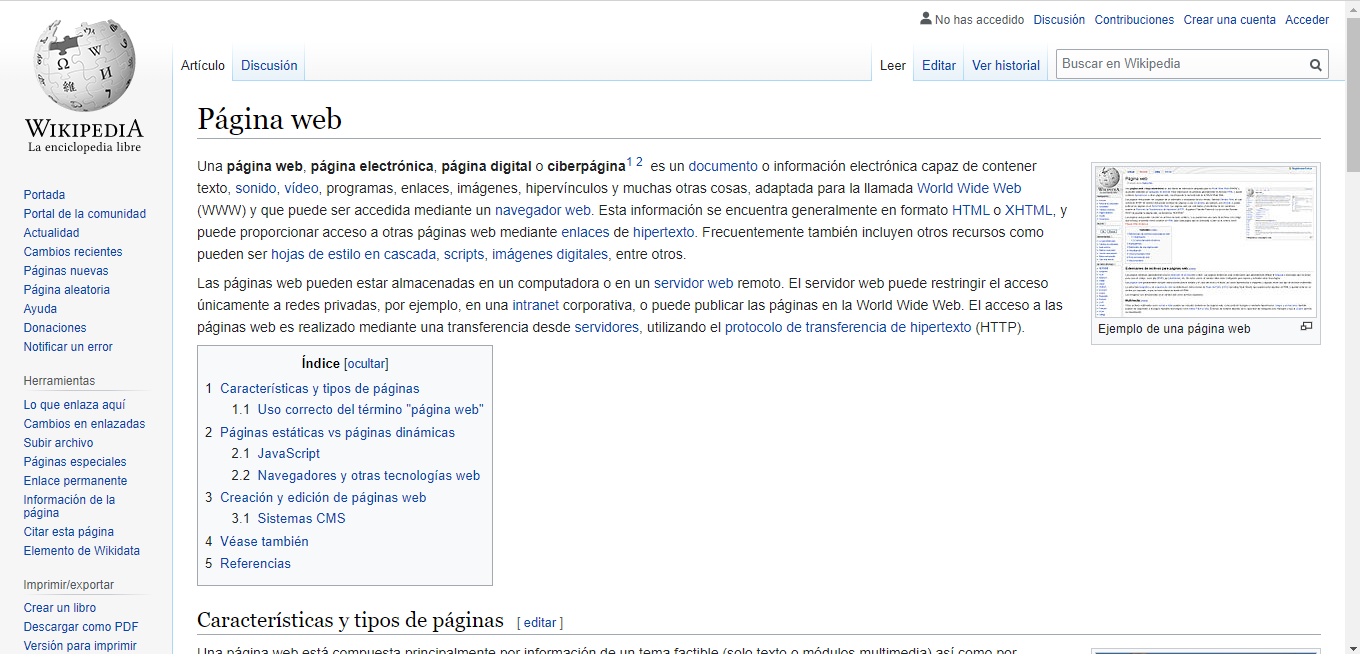 No has accedido Discusión Contribuciones Crear una cuenta Acceder
Artículo Discusión Leer Editar Ver historial Buscar en Wikipedia
WIKIPEDIA
La enciclopedia libre
Portada
Portal de la comunidad
Actualidad
Cambios recientes
Páginas nuevas
Página aleatoria
Ayuda
Donaciones
Notificar un error
Herramientas
Lo que enlaza aquí
Cambios en enlazadas
Subir archivo
Páginas especiales
Enlace permanente
Información de la
página
Citar esta página
Elemento de Wikidata
Imprimir/exportar
Crear un libro
Descargar como PDF
Versión para imprimir
Página web
Una página web, página electrónica, página digital o ciberpágina1 2 es un documento o información electrónica capaz de contener
texto, sonido, vídeo, programas, enlaces, imágenes, hipervínculos y muchas otras cosas, adaptada para la llamada World Wide Web
(WWW) y que puede ser accedida mediante un navegador web. Esta información se encuentra generalmente en formato HTML o XHTML, y
puede proporcionar acceso a otras páginas web mediante enlaces de hipertexto. Frecuentemente también incluyen otros recursos como
pueden ser hojas de estilo en cascada, scripts, imágenes digitales, entre otros.
Las páginas web pueden estar almacenadas en un computadora o en un servidor web remoto. El servidor web puede restringir el acceso
únicamente a redes privadas, por ejemplo, en una intranet corporativa, o puede publicar las páginas en la World Wide Web. El acceso a las
páginas web es realizado mediante una transferencia desde servidores, utilizando el protocolo de transferencia de hipertexto (HTTP).
Ejemplo de una página web
Índice [ocultar]
1 Características y tipos de páginas
1.1 Uso correcto del término "página web"
2 Páginas estáticas vs páginas dinámicas
2.1 JavaScript
2.2 Navegadores y otras tecnologías web
3 Creación y edición de páginas web
3.1 Sistemas CMS
4 Véase también
5 Referencias
Características y tipos de páginas [ editar ]
Una página web está compuesta principalmente por información de un tema factible (solo texto o módulos multimedia) así como por